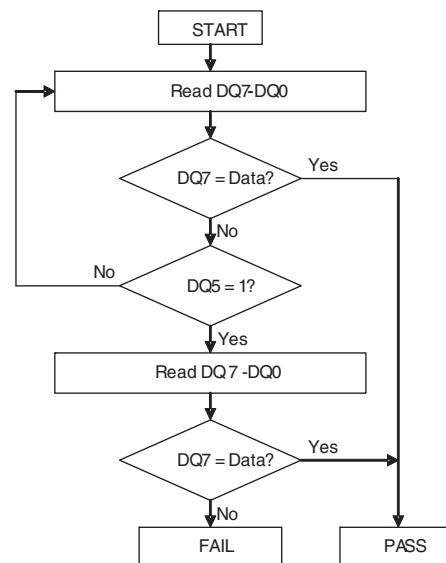 START
Read DQ7-DQ0
DQ7 = Data?
Yes
No
No
DQ5 = 1?
Yes
Read DQ 7 -DQ0
DQ7 = Data?
Yes
No
FAIL
PASS